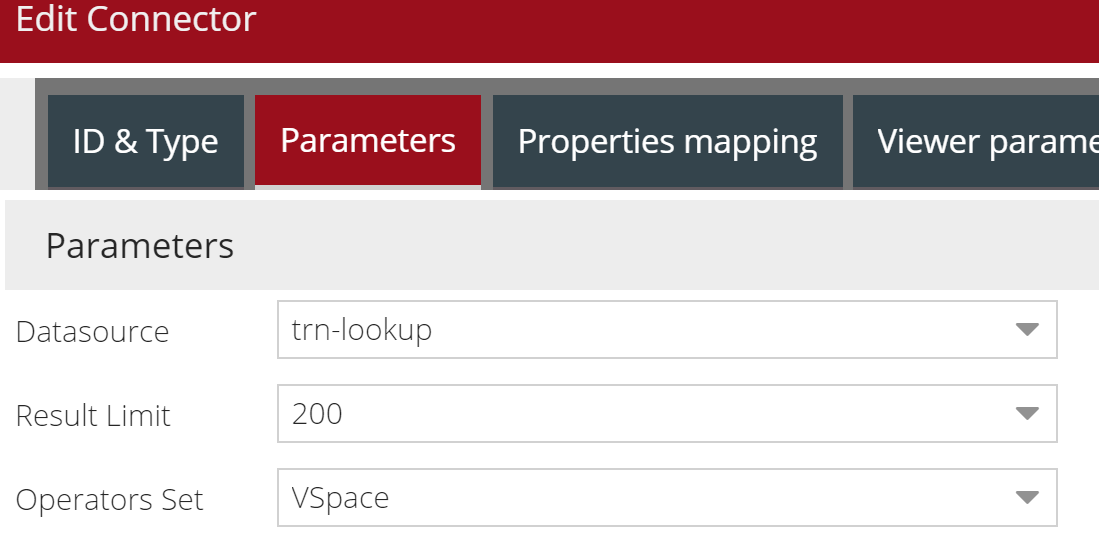 Edit Connector
ID & Type Parameters Properties mapping Viewer parame
Parameters
Datasource trn-lookup
Result Limit 200
Operators Set VSpace